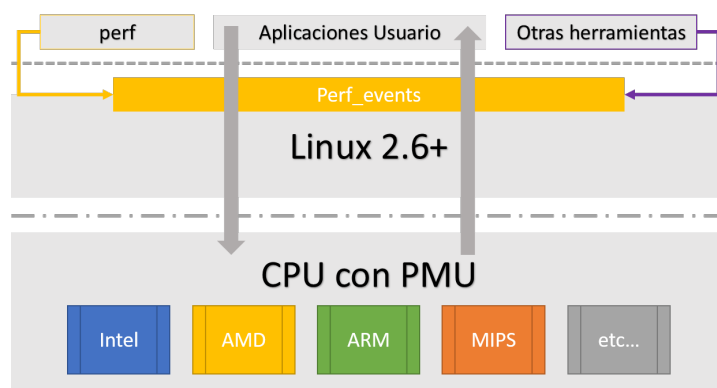 perf
Aplicaciones Usuario
Otras herramientas
Perf_events
Linux 2.6+
CPU con PMU
Intel
AMD
ARM
MIPS
etc...